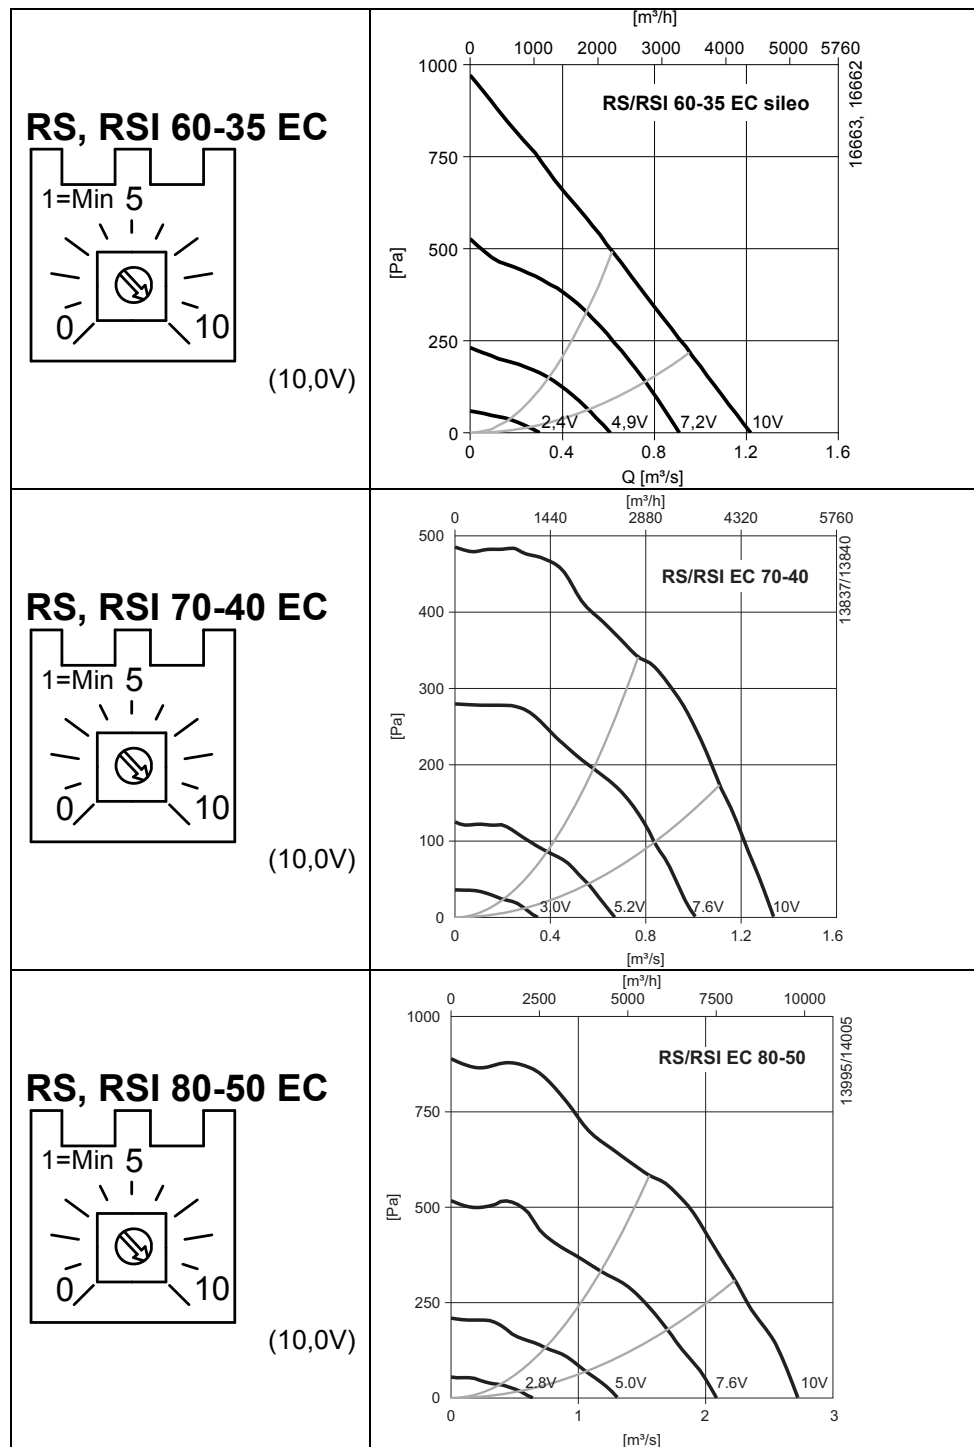 RS, RSI 60-35 EC
1=Min 5
0 10
(10,0V)
[m³/h]
0 1000 2200 3300 4400 5000 5760
1000
750
500
250
0
[Pa]
RS/RSI 60-35 EC sileo
16663, 16662
2,4V 4,9V 7,2V 10V
0 0.4 0.8 1.2 1.6
Q [m³/s]
RS, RSI 70-40 EC
1=Min 5
0 10
(10,0V)
[m³/h]
0 1440 2880 4320 5760
500
400
300
200
100
0
[Pa]
RS/RSI EC 70-40
13837/13840
3.0V 5.2V 7.6V 10V
0 0.4 0.8 1.2 1.6
[m³/s]
RS, RSI 80-50 EC
1=Min 5
0 10
(10,0V)
[m³/h]
0 2500 5000 7500 10000
1000
750
500
250
0
[Pa]
RS/RSI EC 80-50
13995/14005
2.8V 5.0V 7.6V 10V
0 1 2 3
[m³/s]